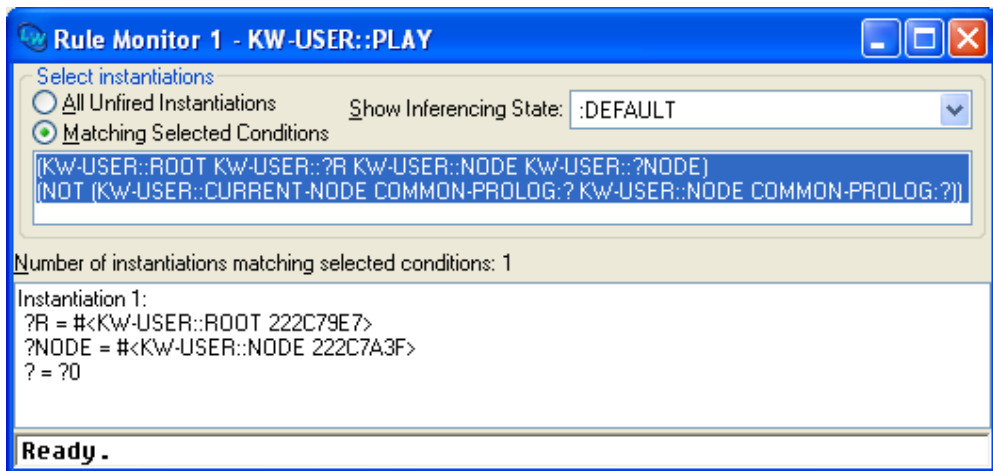 Rule Monitor 1 - KW-USER::PLAY
Select instantiations
All Unfired Instantiations
Show Inferencing State: :DEFAULT
Matching Selected Conditions
(KW-USER::ROOT KW-USER::?R KW-USER::NODE KW-USER::?NODE)
(NOT (KW-USER::CURRENT-NODE COMMON-PROLOG:? KW-USER::NODE COMMON-PROLOG:?))
Number of instantiations matching selected conditions: 1
Instantiation 1:
?R = #<KW-USER::ROOT 222C79E7>
?NODE = #<KW-USER::NODE 222C7A3F>
? = ?0
Ready.